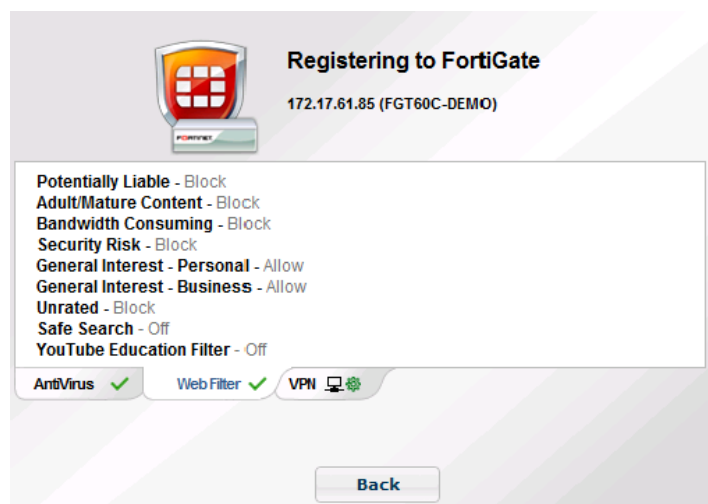 Registering to FortiGate
172.17.61.85 (FGT60C-DEMO)
FORTINET
Potentially Liable - Block
Adult/Mature Content - Block
Bandwidth Consuming - Block
Security Risk - Block
General Interest - Personal - Allow
General Interest - Business - Allow
Unrated - Block
Safe Search - Off
YouTube Education Filter - Off
AntiVirus Web Filter VPN
Back